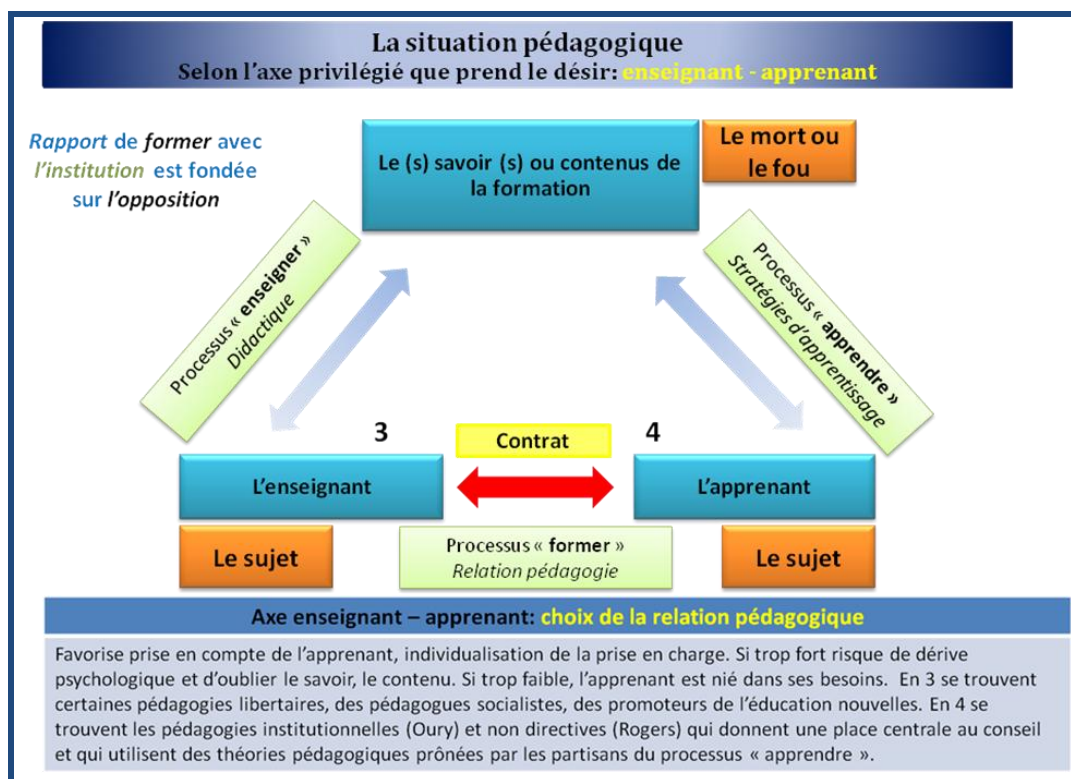 La situation pédagogique
Selon l'axe privilégié que prend le désir: enseignant - apprenant
Rapport de former avec
l'institution est fondée
sur l'opposition
Le (s) savoir (s) ou contenus de
la formation
Le mort ou
le fou
Processus « enseigner »
Didactique
Processus « apprendre »
Stratégies d'apprentissage
3
Contrat
4
L'enseignant
L'apprenant
Le sujet
Processus « former »
Relation pédagogie
Le sujet
Axe enseignant – apprenant: choix de la relation pédagogique
Favorise prise en compte de l'apprenant, individualisation de la prise en charge. Si trop fort risque de dérive
psychologique et d'oublier le savoir, le contenu. Si trop faible, l'apprenant est nié dans ses besoins. En 3 se trouvent
certaines pédagogies libertaires, des pédagogues socialistes, des promoteurs de l'éducation nouvelles. En 4 se
trouvent les pédagogies institutionnelles (Oury) et non directives (Rogers) qui donnent une place centrale au conseil
et qui utilisent des théories pédagogiques prônées par les partisans du processus « apprendre ».